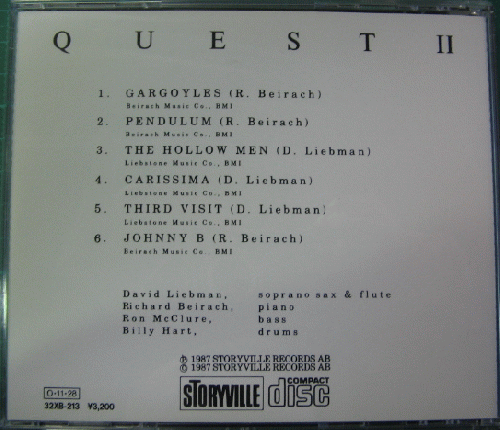 QUEST II
1. GARGOYLES (R. Beirach)
Beirach Music Co., BMI
2. PENDULUM (R. Beirach)
Beirach Music Co., BMI
3. THE HOLLOW MEN (D. Liebman)
Liebstone Music Co., BMI
4. CARISSIMA (D. Liebman)
Liebstone Music Co., BMI
5. THIRD VISIT (D. Liebman)
Liebstone Music Co., BMI
6. JOHNNY B (R. Beirach)
Beirach Music Co., BMI
David Liebman, soprano sax & flute
Richard Beirach, piano
Ron McClure, bass
Billy Hart, drums
℗ 1987 STORYVILLE RECORDS AB
© 1987 STORYVILLE RECORDS AB
STORYVILLE COMPACT disc
O·11·28
32XB-213 ¥3,200